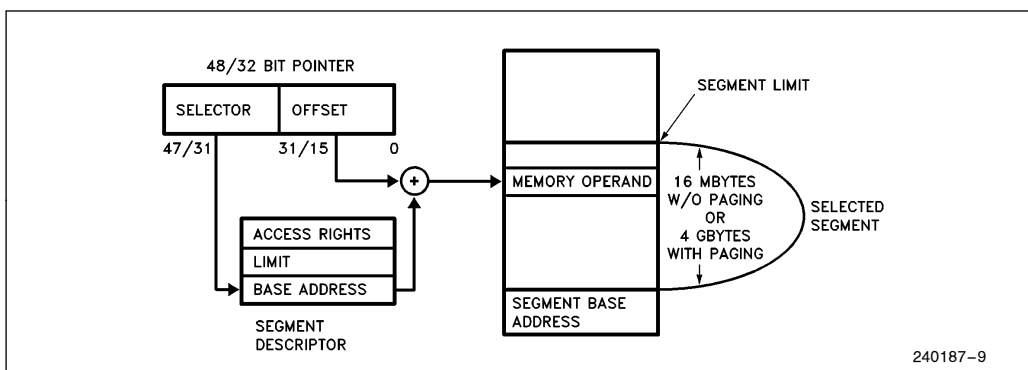 48/32 BIT POINTER
SELECTOR
OFFSET
47/31
31/15
0
+
ACCESS RIGHTS
LIMIT
BASE ADDRESS
SEGMENT
DESCRIPTOR
MEMORY OPERAND
SEGMENT BASE
ADDRESS
SEGMENT LIMIT
16 MBYTES
W/O PAGING
OR
4 GBYTES
WITH PAGING
SELECTED
SEGMENT
240187–9